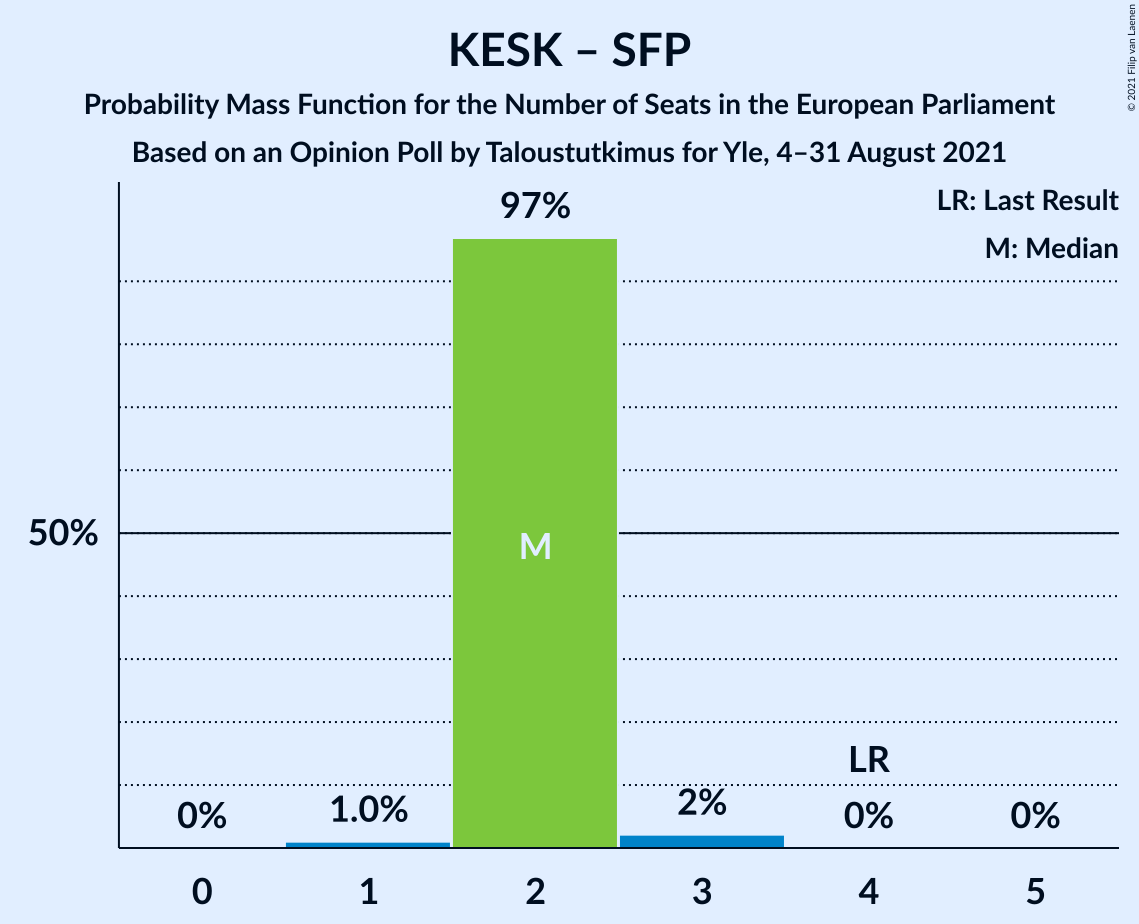 KESK – SFP
Probability Mass Function for the Number of Seats in the European Parliament
Based on an Opinion Poll by Taloustutkimus for Yle, 4–31 August 2021
© 2021 Filip van Laenen
LR: Last Result
M: Median
97%
50%
M
LR
0%
1.0%
2%
0%
0%
0
1
2
3
4
5